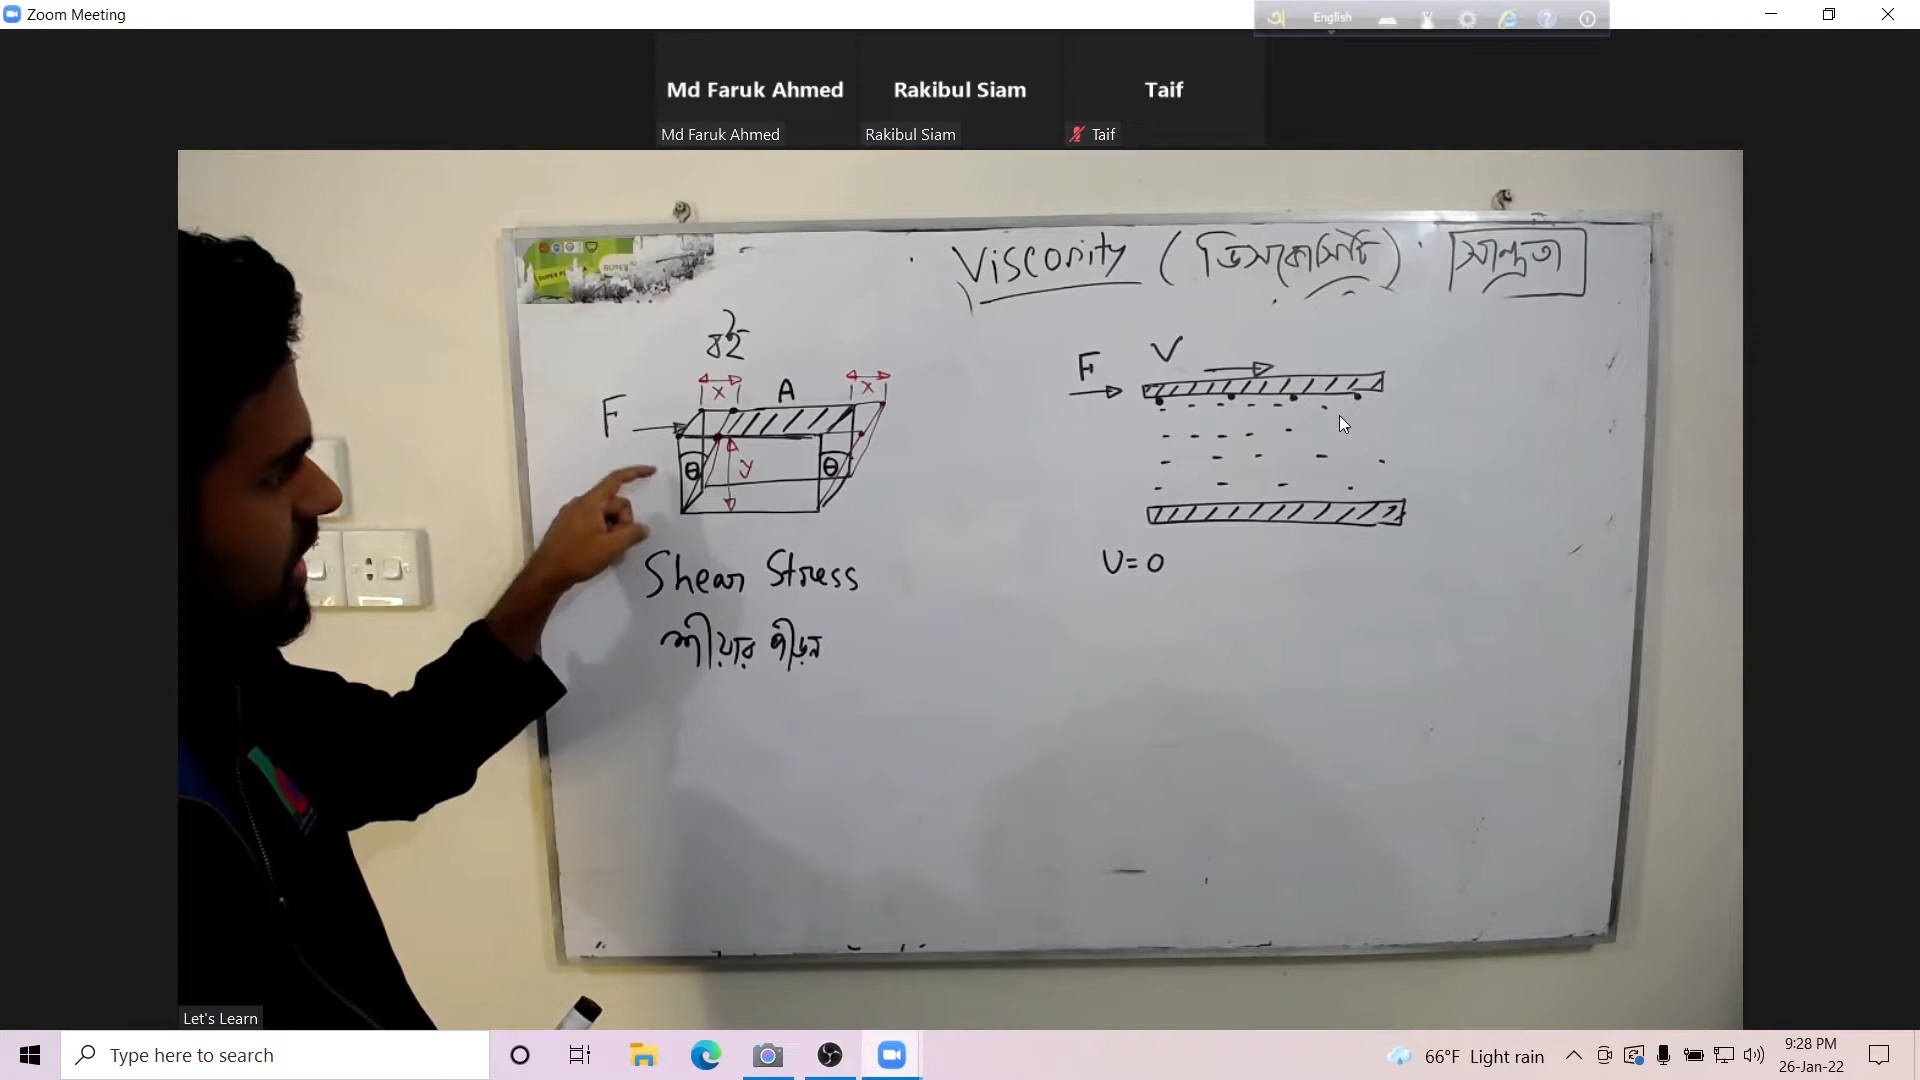 Zoom Meeting
English
Md Faruk Ahmed
Rakibul Siam
Taif
Md Faruk Ahmed
Rakibul Siam
Taif
Viscosity (ভিসকোসিটি) সান্দ্রতা
x A x
F
θ y θ
Shear Stress
শীয়ার পীড়ন
V
F
U=0
Let's Learn
Type here to search
66°F Light rain
9:28 PM
26-Jan-22